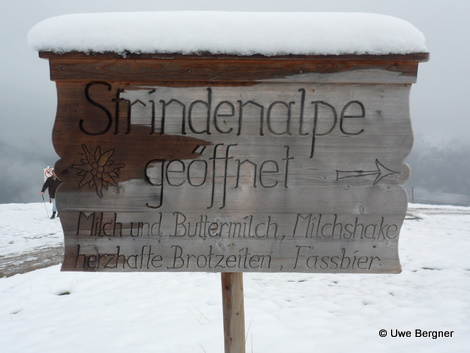 Strindenalpe
geöffnet
Milch und Buttermilch, Milchshake
herzhafte Brotzeiten, Fassbier
© Uwe Bergner